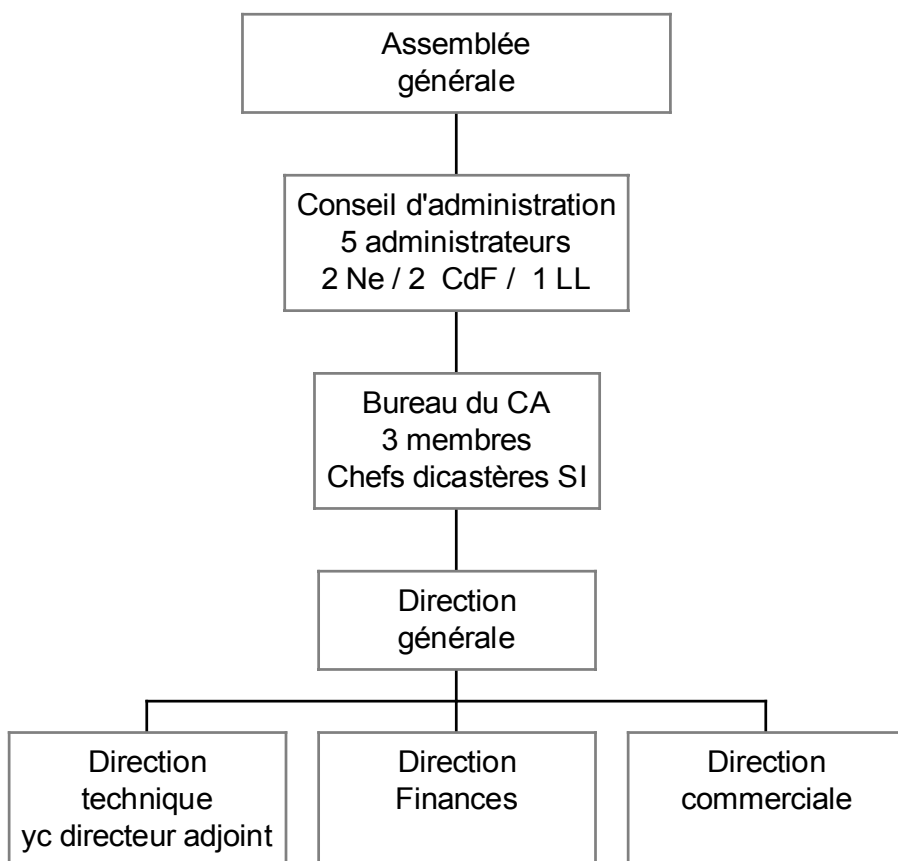 Assemblée
générale
Conseil d'administration
5 administrateurs
2 Ne / 2 CdF / 1 LL
Bureau du CA
3 membres
Chefs dicastères SI
Direction
générale
Direction
technique
yc directeur adjoint
Direction
Finances
Direction
commerciale